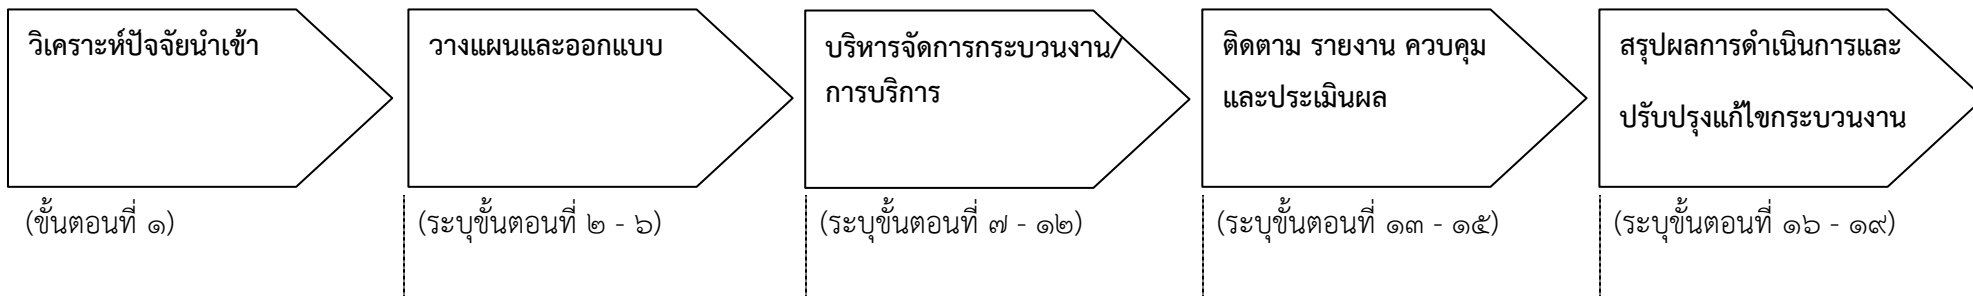 วิเคราะห์ปัจจัยนำเข้า
(ขั้นตอนที่ ๑)
วางแผนและออกแบบ
(ระบุขั้นตอนที่ ๒ - ๖)
บริหารจัดการกระบวนงาน/
การบริการ
(ระบุขั้นตอนที่ ๗ - ๑๒)
ติดตาม รายงาน ควบคุม
และประเมินผล
(ระบุขั้นตอนที่ ๑๓ - ๑๕)
สรุปผลการดำเนินการและ
ปรับปรุงแก้ไขกระบวนงาน
(ระบุขั้นตอนที่ ๑๖ - ๑๙)